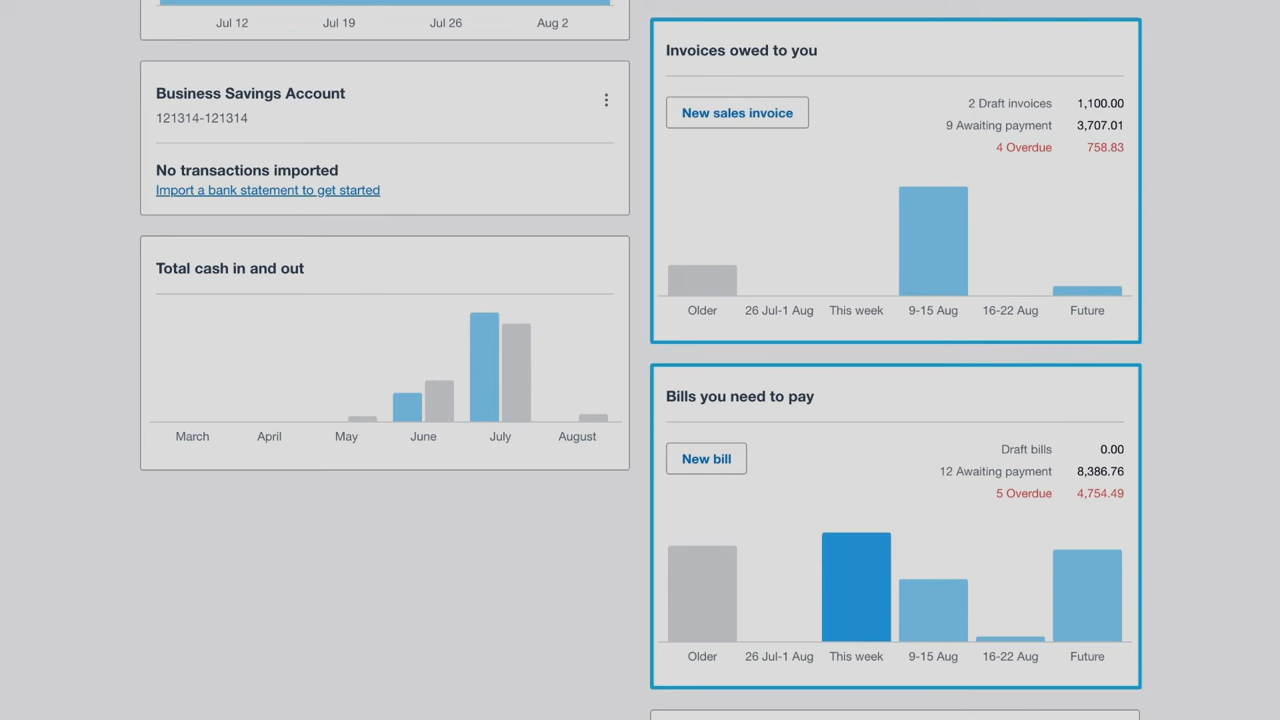 Jul 12 Jul 19 Jul 26 Aug 2
Business Savings Account
121314-121314
No transactions imported
Import a bank statement to get started
Total cash in and out
March April May June July August
Invoices owed to you
New sales invoice
2 Draft invoices 1,100.00
9 Awaiting payment 3,707.01
4 Overdue 758.83
Older 26 Jul-1 Aug This week 9-15 Aug 16-22 Aug Future
Bills you need to pay
New bill
Draft bills 0.00
12 Awaiting payment 8,386.76
5 Overdue 4,754.49
Older 26 Jul-1 Aug This week 9-15 Aug 16-22 Aug Future